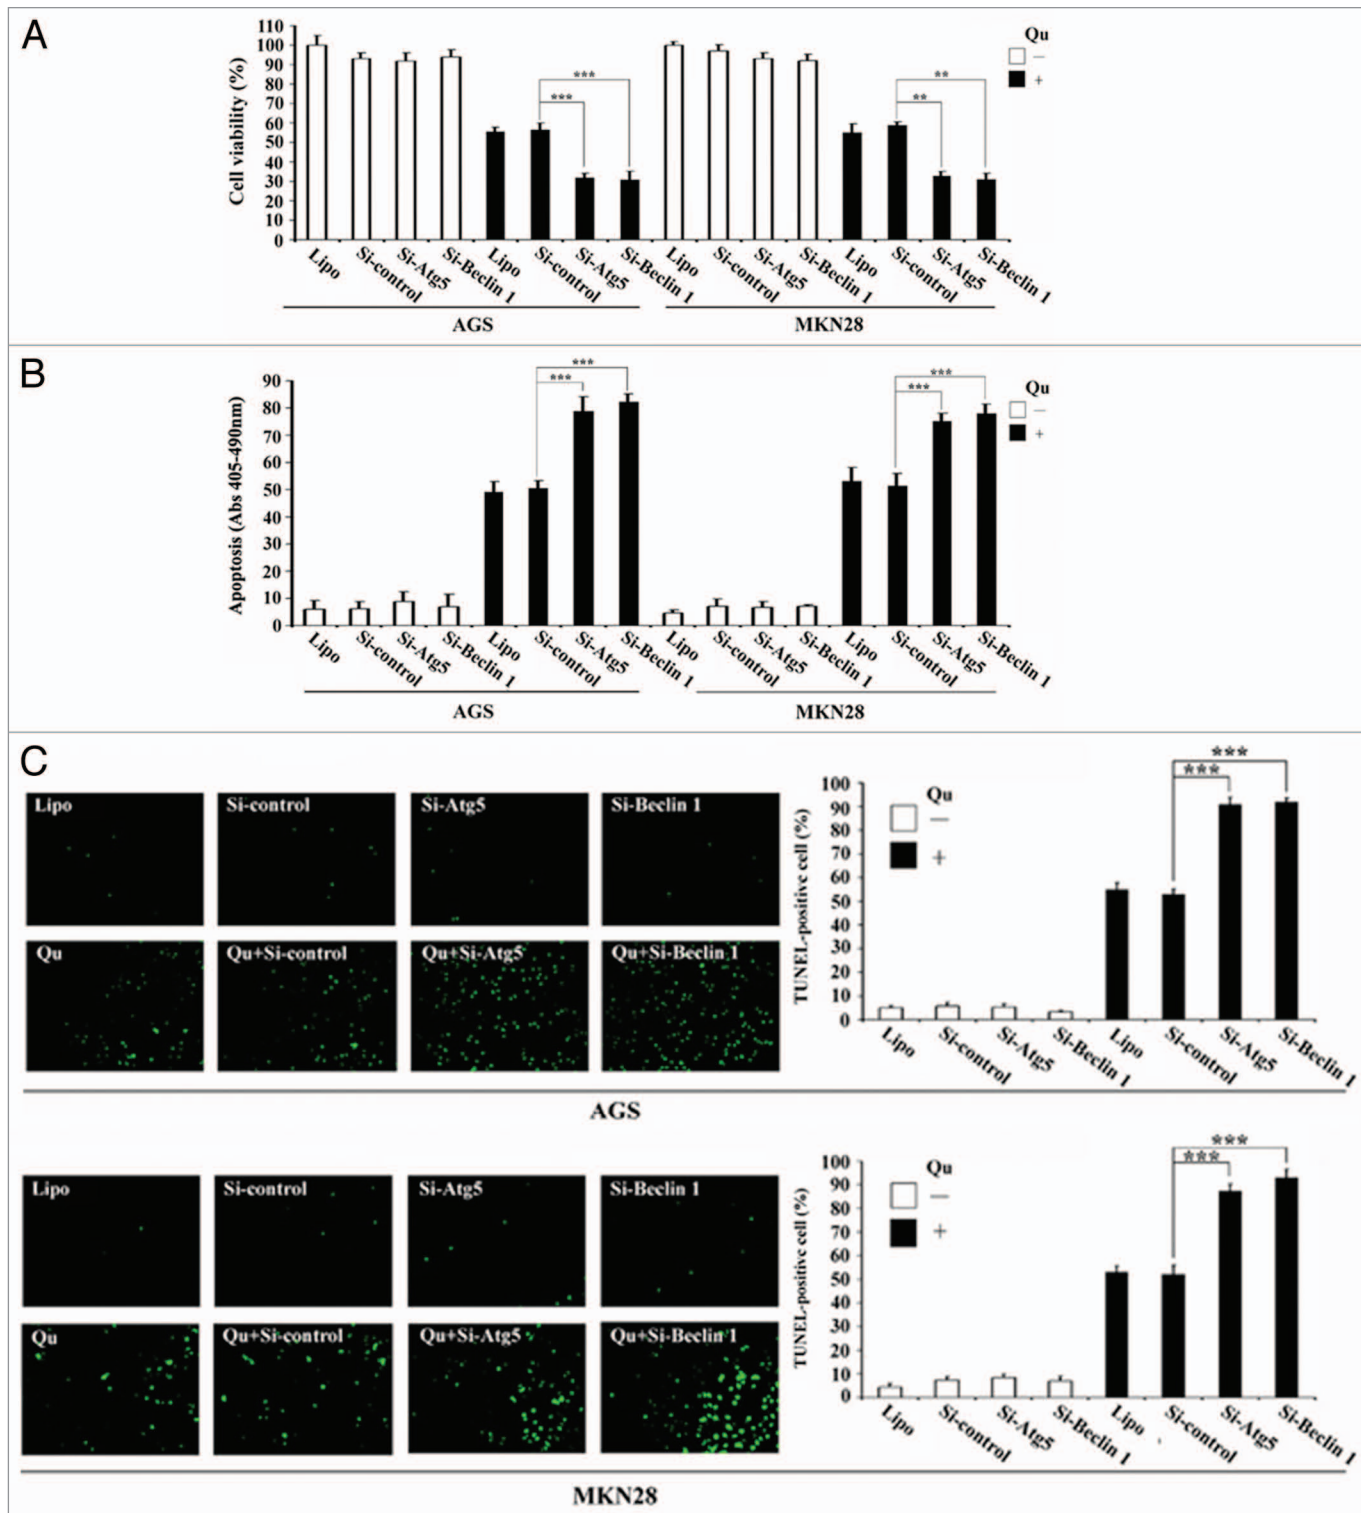 A
Cell viability (%)
110
100
90
80
70
60
50
40
30
20
10
0
***
***
**
**
Qu
−
+
Lipo
Si-control
Si-Atg5
Si-Beclin 1
Lipo
Si-control
Si-Atg5
Si-Beclin 1
Lipo
Si-control
Si-Atg5
Si-Beclin 1
Lipo
Si-control
Si-Atg5
Si-Beclin 1
AGS
MKN28
B
Apoptosis (Abs 405-490nm)
90
80
70
60
50
40
30
20
10
0
***
***
***
***
Qu
−
+
Lipo
Si-control
Si-Atg5
Si-Beclin 1
Lipo
Si-control
Si-Atg5
Si-Beclin 1
Lipo
Si-control
Si-Atg5
Si-Beclin 1
Lipo
Si-control
Si-Atg5
Si-Beclin 1
AGS
MKN28
C
Lipo
Si-control
Si-Atg5
Si-Beclin 1
Qu
Qu+Si-control
Qu+Si-Atg5
Qu+Si-Beclin 1
TUNEL-positive cell (%)
100
90
80
70
60
50
40
30
20
10
0
Qu
−
+
***
***
Lipo
Si-control
Si-Atg5
Si-Beclin 1
Lipo
Si-control
Si-Atg5
Si-Beclin 1
AGS
Lipo
Si-control
Si-Atg5
Si-Beclin 1
Qu
Qu+Si-control
Qu+Si-Atg5
Qu+Si-Beclin 1
TUNEL-positive cell (%)
100
90
80
70
60
50
40
30
20
10
0
Qu
−
+
***
***
Lipo
Si-control
Si-Atg5
Si-Beclin 1
Lipo
Si-control
Si-Atg5
Si-Beclin 1
MKN28